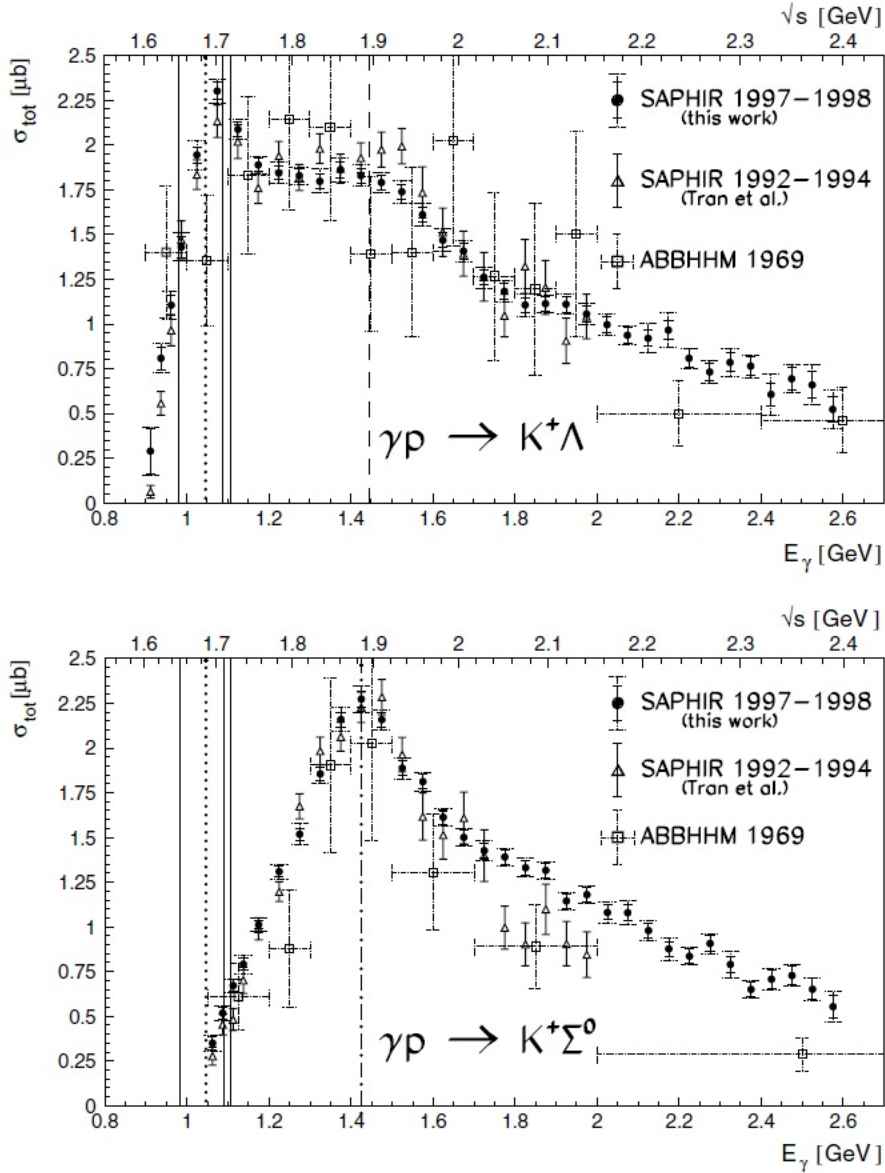 √s [GeV]
1.6 1.7 1.8 1.9 2 2.1 2.2 2.3 2.4
σtot [μb]
2.5
2.25
2
1.75
1.5
1.25
1
0.75
0.5
0.25
0
SAPHIR 1997-1998
(this work)
SAPHIR 1992-1994
(Tran et al.)
ABBHHM 1969
γp → K⁺Λ
0.8 1 1.2 1.4 1.6 1.8 2 2.2 2.4 2.6
Eγ [GeV]
√s [GeV]
1.6 1.7 1.8 1.9 2 2.1 2.2 2.3 2.4
σtot [μb]
2.5
2.25
2
1.75
1.5
1.25
1
0.75
0.5
0.25
0
SAPHIR 1997-1998
(this work)
SAPHIR 1992-1994
(Tran et al.)
ABBHHM 1969
γp → K⁺Σ⁰
0.8 1 1.2 1.4 1.6 1.8 2 2.2 2.4 2.6
Eγ [GeV]